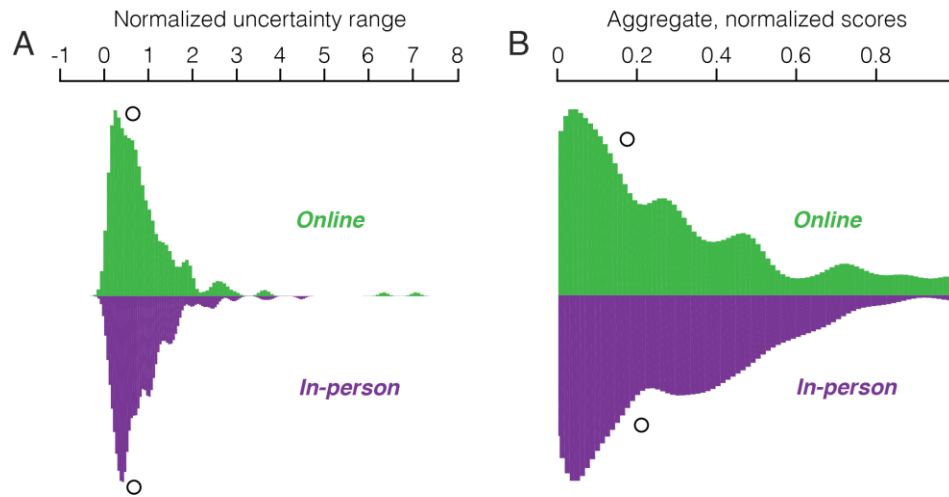 A
Normalized uncertainty range
-1 0 1 2 3 4 5 6 7 8
Online
In-person
B
Aggregate, normalized scores
0 0.2 0.4 0.6 0.8
Online
In-person